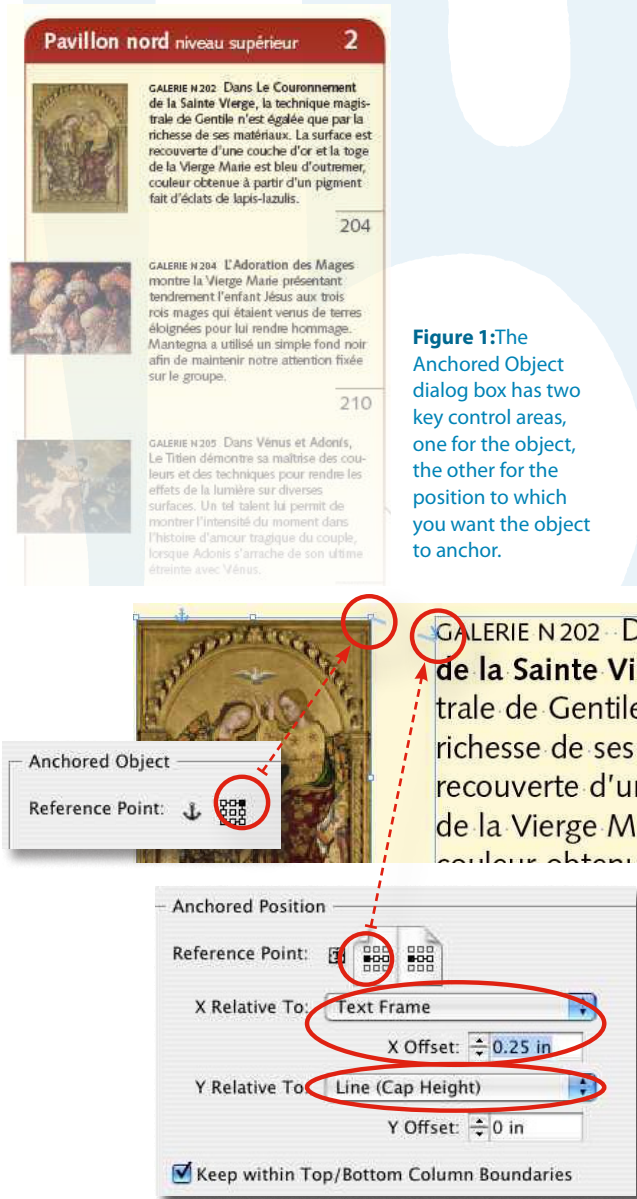 Pavillon nord niveau supérieur 2
GALERIE N 202 Dans Le Couronnement
de la Sainte Vierge, la technique magis-
trale de Gentile n'est égalée que par la
richesse de ses matériaux. La surface est
recouverte d'une couche d'or et la toge
de la Vierge Marie est bleu d'outremer,
couleur obtenue à partir d'un pigment
fait d'éclats de lapis-lazulis.
204
GALERIE N 204 L'Adoration des Mages
montre la Vierge Marie présentant
tendrement l'enfant Jésus aux trois
rois mages qui étaient venus de terres
éloignées pour lui rendre hommage.
Mantegna a utilisé un simple fond noir
afin de maintenir notre attention fixée
sur le groupe.
210
GALERIE N 205 Dans Vénus et Adonis,
Le Titien démontre sa maîtrise des cou-
leurs et des techniques pour rendre les
effets de la lumière sur diverses
surfaces. Un tel talent lui permit de
montrer l'intensité du moment dans
l'histoire d'amour tragique du couple,
lorsque Adonis s'arrache de son ultime
étreinte avec Vénus.
Figure 1:The
Anchored Object
dialog box has two
key control areas,
one for the object,
the other for the
position to which
you want the object
to anchor.
GALERIE N 202 D
de la Sainte Vi
trale de Gentile
richesse de ses
recouverte d'u
de la Vierge M
couleur obten
Anchored Object
Reference Point:
Anchored Position
Reference Point:
X Relative To: Text Frame
X Offset: 0.25 in
Y Relative To: Line (Cap Height)
Y Offset: 0 in
Keep within Top/Bottom Column Boundaries